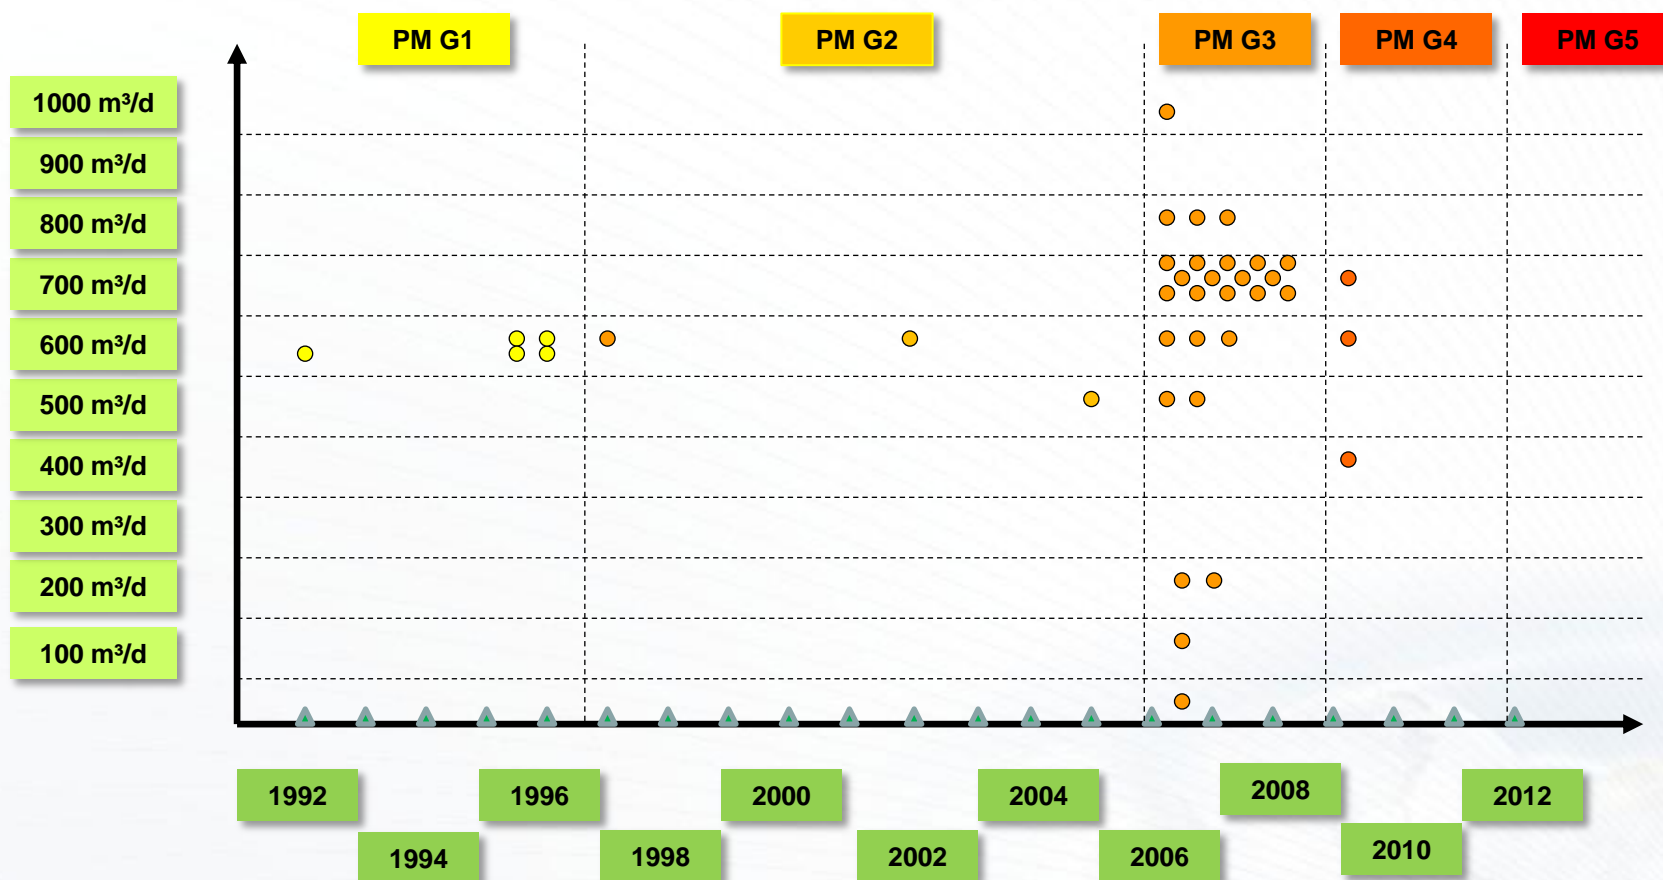 PM G1
PM G2
PM G3
PM G4
PM G5
1000 m³/d
900 m³/d
800 m³/d
700 m³/d
600 m³/d
500 m³/d
400 m³/d
300 m³/d
200 m³/d
100 m³/d
1992
1994
1996
1998
2000
2002
2004
2006
2008
2010
2012